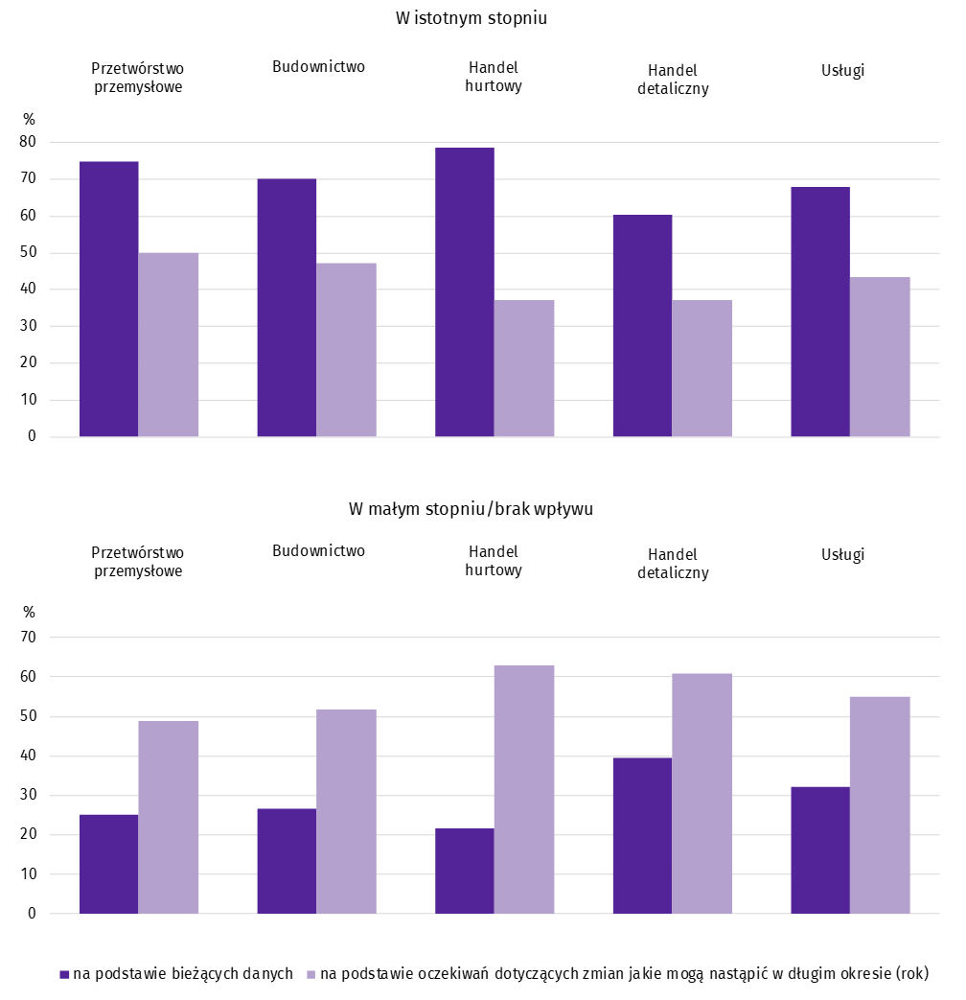 W istotnym stopniu
Przetwórstwo
przemysłowe
Budownictwo
Handel
hurtowy
Handel
detaliczny
Usługi
%
80
70
60
50
40
30
20
10
0
W małym stopniu/brak wpływu
Przetwórstwo
przemysłowe
Budownictwo
Handel
hurtowy
Handel
detaliczny
Usługi
%
70
60
50
40
30
20
10
0
na podstawie bieżących danych
na podstawie oczekiwań dotyczących zmian jakie mogą nastąpić w długim okresie (rok)